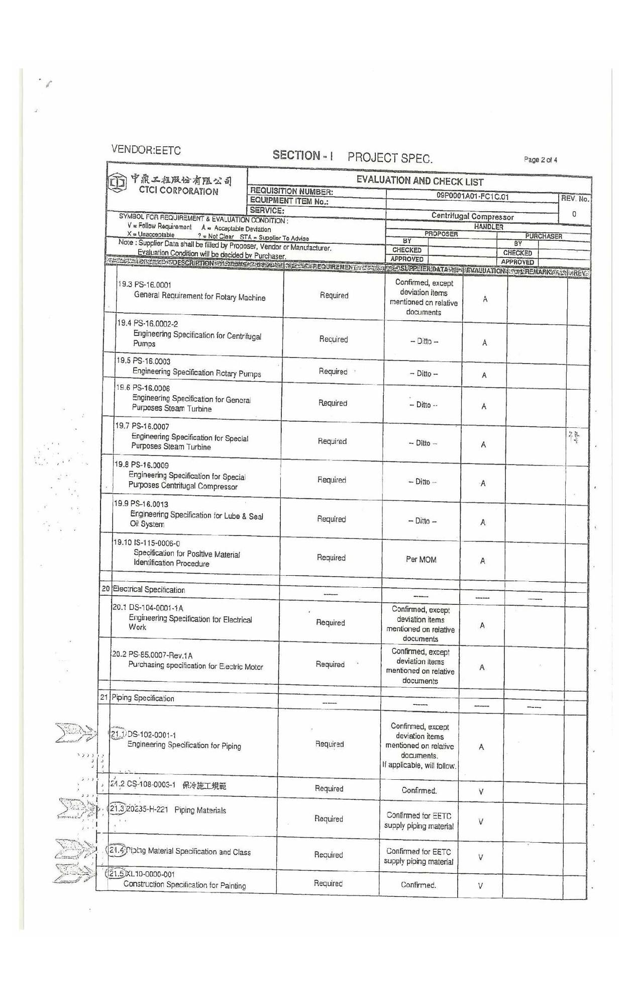 VENDOR:EETC
SECTION - I PROJECT SPEC.
Page 2 of 4
中鼎工程股份有限公司
CTCI CORPORATION
EVALUATION AND CHECK LIST
REQUISITION NUMBER:
09P0001A01-FC1C.01
REV. No.
EQUIPMENT ITEM No.:
0
SERVICE:
Centrifugal Compressor
SYMBOL FOR REQUIREMENT & EVALUATION CONDITION :
V = Follow Requirement A = Acceptable Deviation
X = Unacceptable ? = Not Clear STA = Supplier To Advise
Note : Supplier Data shall be filled by Proposer, Vendor or Manufacturer.
Evaluation Condition will be decided by Purchaser.
HANDLER
PROPOSER PURCHASER
BY BY
CHECKED CHECKED
APPROVED APPROVED
DESCRIPTION REQUIREMENT SUPPLIER DATA EVALUATION REMARK REV.
19.3 PS-16.0001
General Requirement for Rotary Machine
Required
Confirmed, except
deviation items
mentioned on relative
documents
A
19.4 PS-16.0002-2
Engineering Specification for Centrifugal
Pumps
Required
-- Ditto --
A
19.5 PS-16.0003
Engineering Specification Rotary Pumps
Required
-- Ditto --
A
19.6 PS-16.0006
Engineering Specification for General
Purposes Steam Turbine
Required
-- Ditto --
A
19.7 PS-16.0007
Engineering Specification for Special
Purposes Steam Turbine
Required
-- Ditto --
A
19.8 PS-16.0009
Engineering Specification for Special
Purposes Centrifugal Compressor
Required
-- Ditto --
A
19.9 PS-16.0013
Engineering Specification for Lube & Seal
Oil System
Required
-- Ditto --
A
19.10 IS-115-0006-0
Specification for Positive Material
Identification Procedure
Required
Per MOM
A
20 Electrical Specification
---- ---- ---- ----
20.1 DS-104-0001-1A
Engineering Specification for Electrical
Work
Required
Confirmed, except
deviation items
mentioned on relative
documents
A
20.2 PS-85.0007-Rev.1A
Purchasing specification for Electric Motor
Required
Confirmed, except
deviation items
mentioned on relative
documents
A
21 Piping Specification
---- ---- ---- ----
21.1 DS-102-0001-1
Engineering Specification for Piping
Required
Confirmed, except
deviation items
mentioned on relative
documents.
If applicable, will follow.
A
21.2 CS-108-0003-1 保冷施工規範
Required
Confirmed.
V
21.3 20235-H-221 Piping Materials
Required
Confirmed for EETC
supply piping material
V
21.4 Piping Material Specification and Class
Required
Confirmed for EETC
supply piping material
V
21.5 XL10-0000-001
Construction Specification for Painting
Required
Confirmed.
V